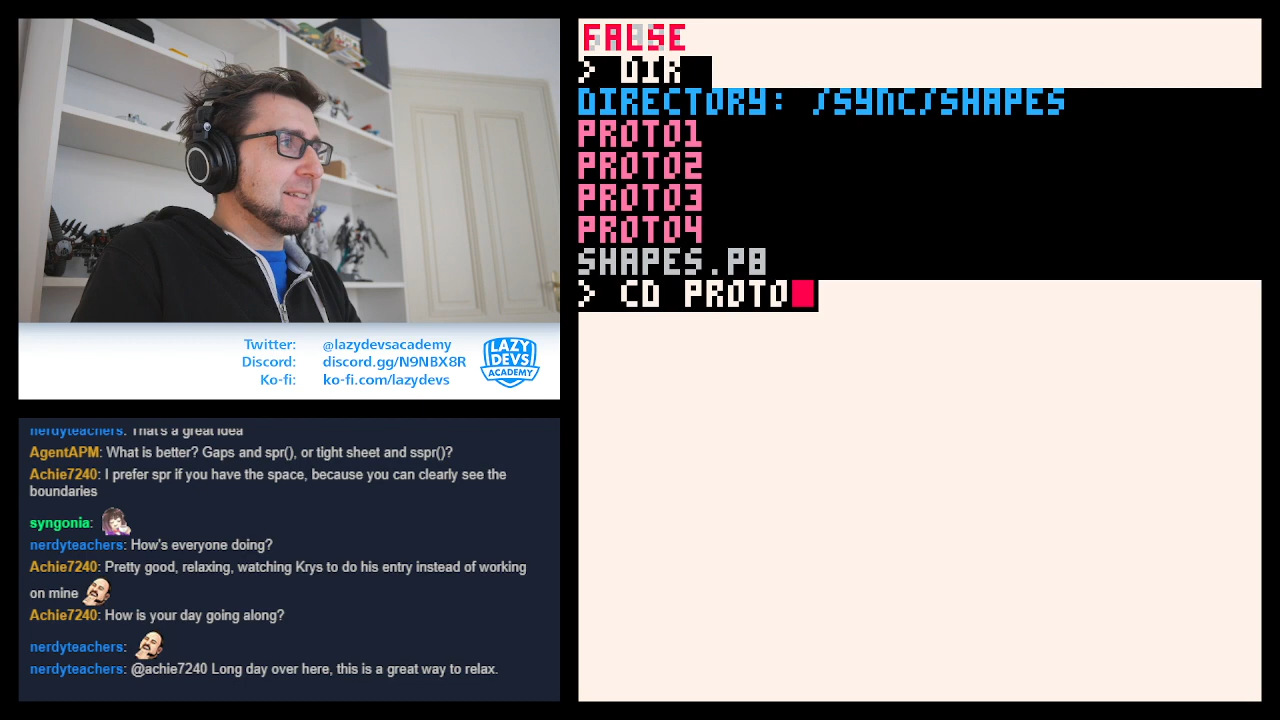 Twitter: @lazydevsacademy
Discord: discord.gg/N9NBX8R
Ko-fi: ko-fi.com/lazydevs
LAZY
DEVS
ACADEMY
nerdyteachers: That's a great idea
AgentAPM: What is better? Gaps and spr(), or tight sheet and sspr()?
Achie7240: I prefer spr if you have the space, because you can clearly see the
boundaries
syngonia:
nerdyteachers: How's everyone doing?
Achie7240: Pretty good, relaxing, watching Krys to do his entry instead of working
on mine
Achie7240: How is your day going along?
nerdyteachers:
nerdyteachers: @achie7240 Long day over here, this is a great way to relax.
FALSE
> DIR
DIRECTORY: /SYNC/SHAPES
PROTO1
PROTO2
PROTO3
PROTO4
SHAPES.P8
> CD PROTO